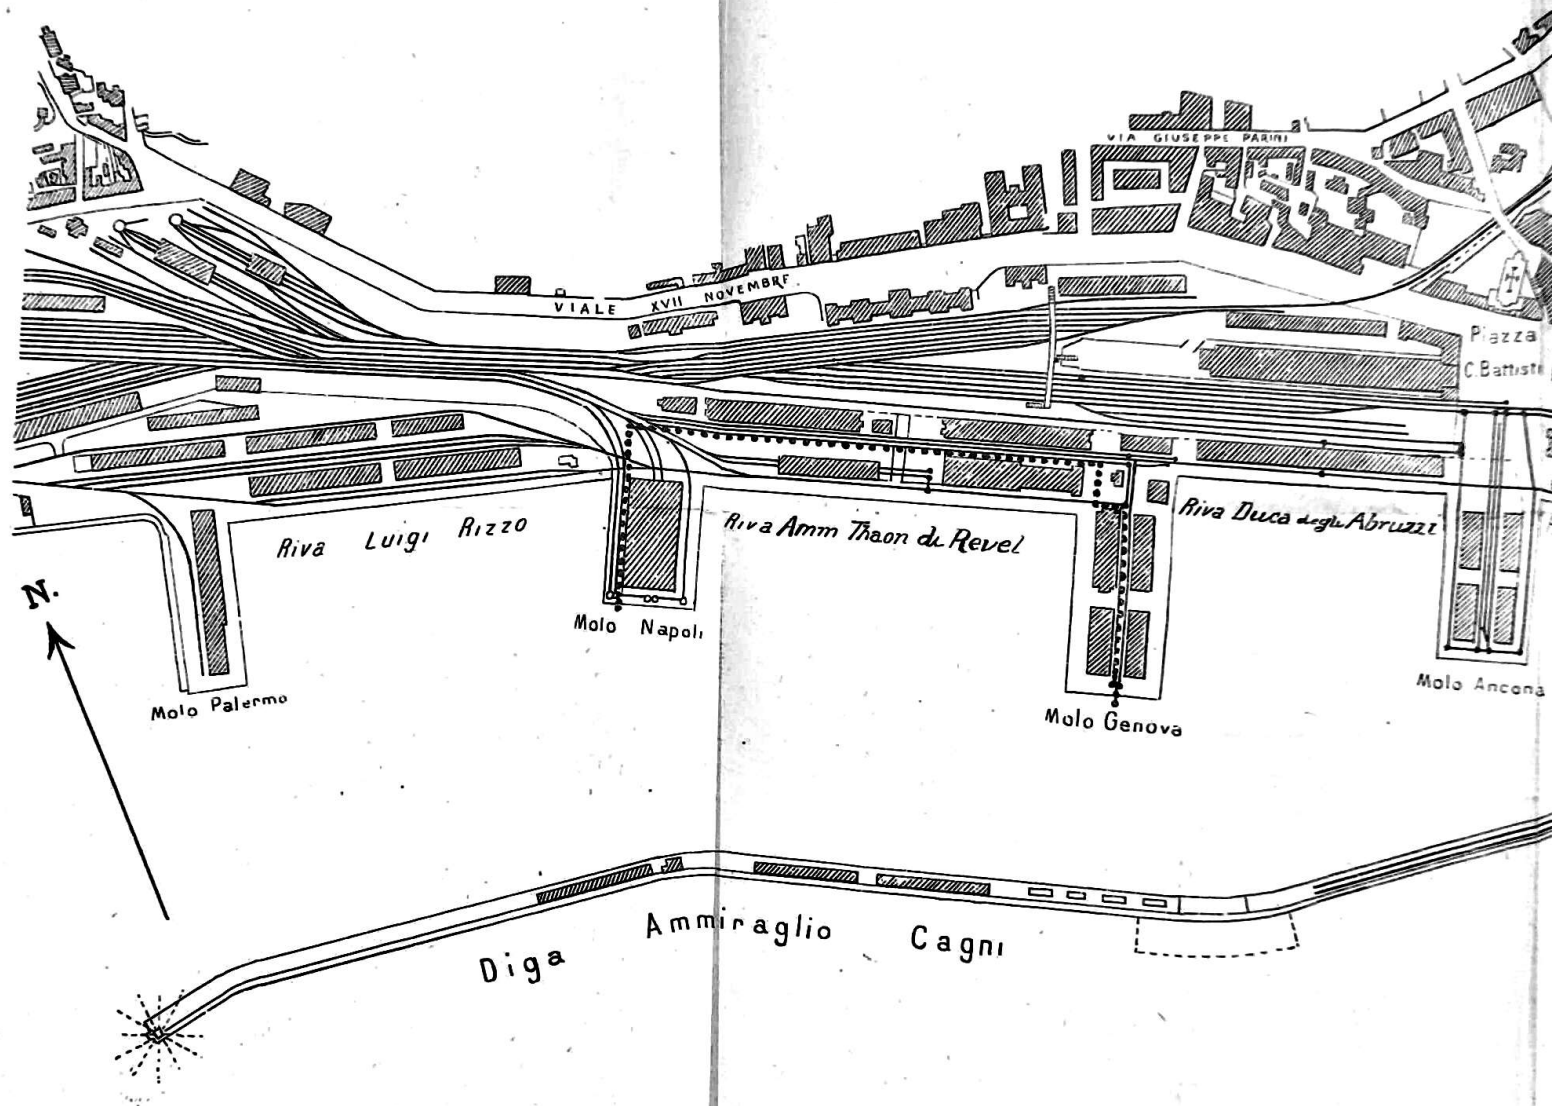 VIA GIUSEPPE PARINI
VIALE XVII NOVEMBRE
Piazza
C. Battisti
Riva Luigi Rizzo
Riva Amm Thaon di Revel
Riva Duca degli Abruzzi
N.
Molo Napoli
Molo Palermo
Molo Genova
Molo Ancona
Diga Ammiraglio Cagni